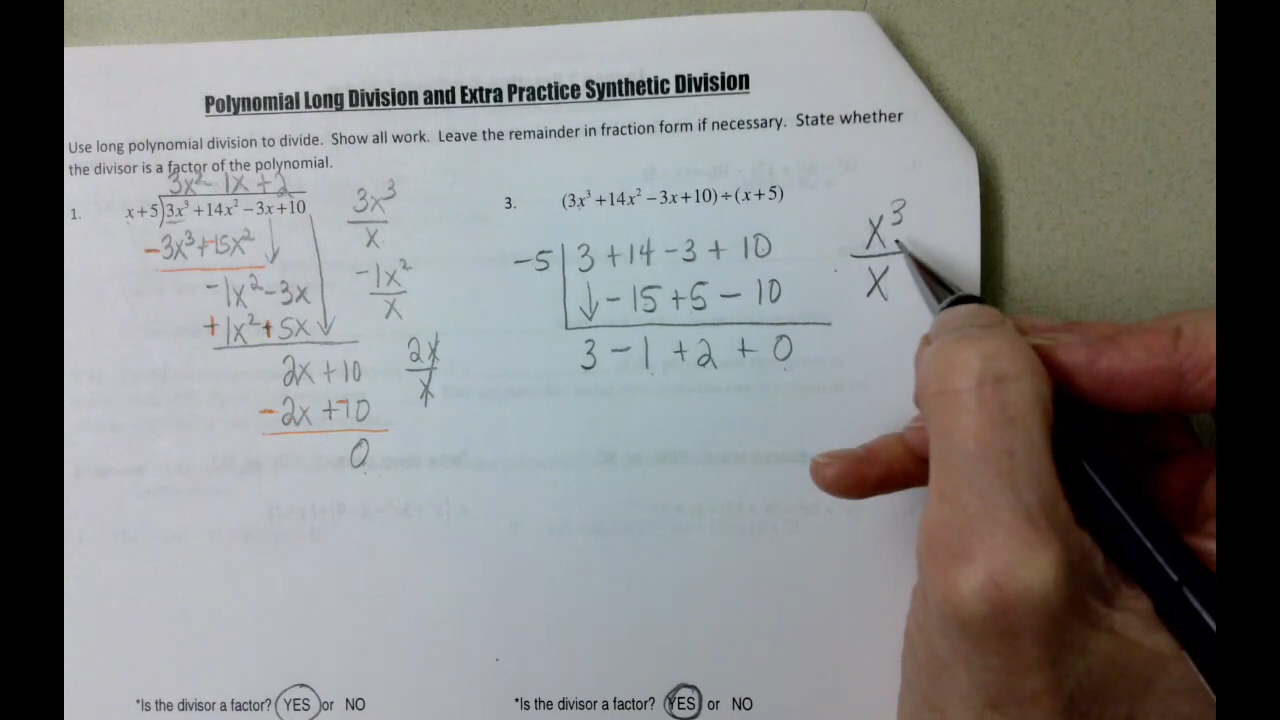 Polynomial Long Division and Extra Practice Synthetic Division
Use long polynomial division to divide. Show all work. Leave the remainder in fraction form if necessary. State whether
the divisor is a factor of the polynomial.
3x² - 1x + 2
1. x+5)3x³ +14x² −3x+10
-3x³ + -15x²
-1x² - 3x
+1x² + 5x
2x + 10
-2x + -10
0
3x³
x
-1x²
x
2x
x
*Is the divisor a factor? YES or NO
3. (3x³ +14x² −3x+10)÷(x+5)
-5 3 + 14 - 3 + 10
↓ - 15 + 5 - 10
3 - 1 + 2 + 0
x³
x
*Is the divisor a factor? YES or NO